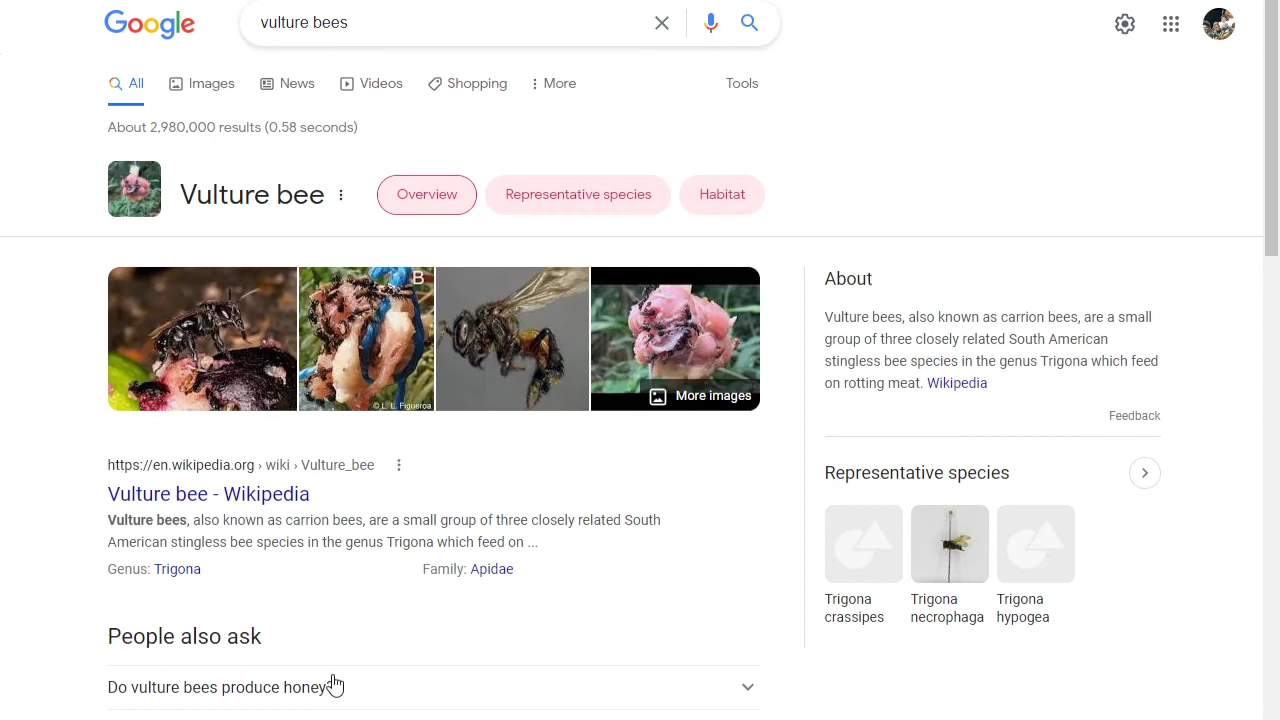 Google
vulture bees
All
Images
News
Videos
Shopping
More
Tools
About 2,980,000 results (0.58 seconds)
Vulture bee
Overview
Representative species
Habitat
B
© L. L. Figueroa
More images
https://en.wikipedia.org › wiki › Vulture_bee
Vulture bee - Wikipedia
Vulture bees, also known as carrion bees, are a small group of three closely related South
American stingless bee species in the genus Trigona which feed on ...
Genus: Trigona
Family: Apidae
People also ask
Do vulture bees produce honey
About
Vulture bees, also known as carrion bees, are a small
group of three closely related South American
stingless bee species in the genus Trigona which feed
on rotting meat. Wikipedia
Feedback
Representative species
Trigona
crassipes
Trigona
necrophaga
Trigona
hypogea